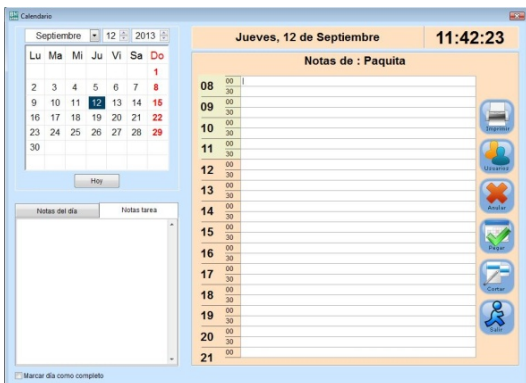 Calendario
Septiembre 12 2013
Lu Ma Mi Ju Vi Sa Do
1
2 3 4 5 6 7 8
9 10 11 12 13 14 15
16 17 18 19 20 21 22
23 24 25 26 27 28 29
30
Hoy
Notas del día Notas tarea
Marcar día como completo
Jueves, 12 de Septiembre 11:42:23
Notas de : Paquita
08 00
30
09 00
30
10 00
30
11 00
30
12 00
30
13 00
30
14 00
30
15 00
30
16 00
30
17 00
30
18 00
30
19 00
30
20 00
30
21 00
Imprimir
Usuarios
Anular
Pegar
Cortar
Salir